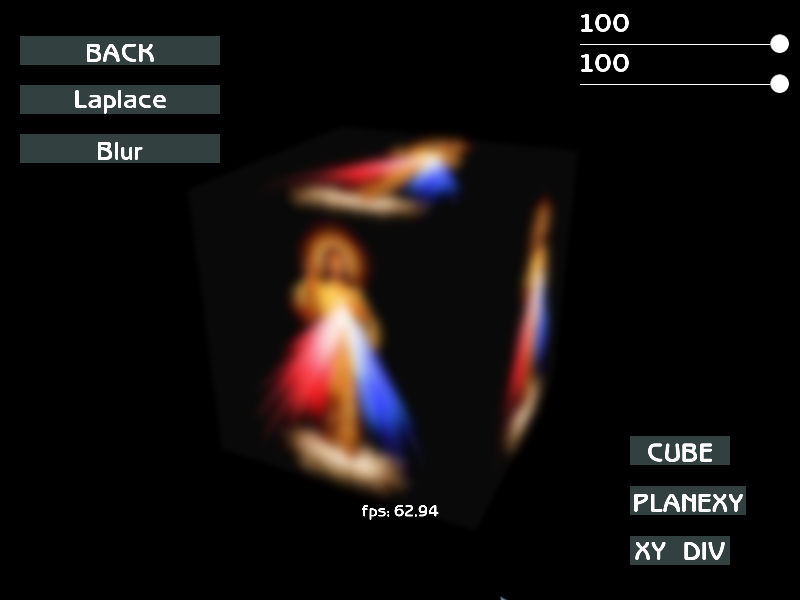 BACK
Laplace
Blur
100
100
fps: 62.94
CUBE
PLANEXY
XY DIV